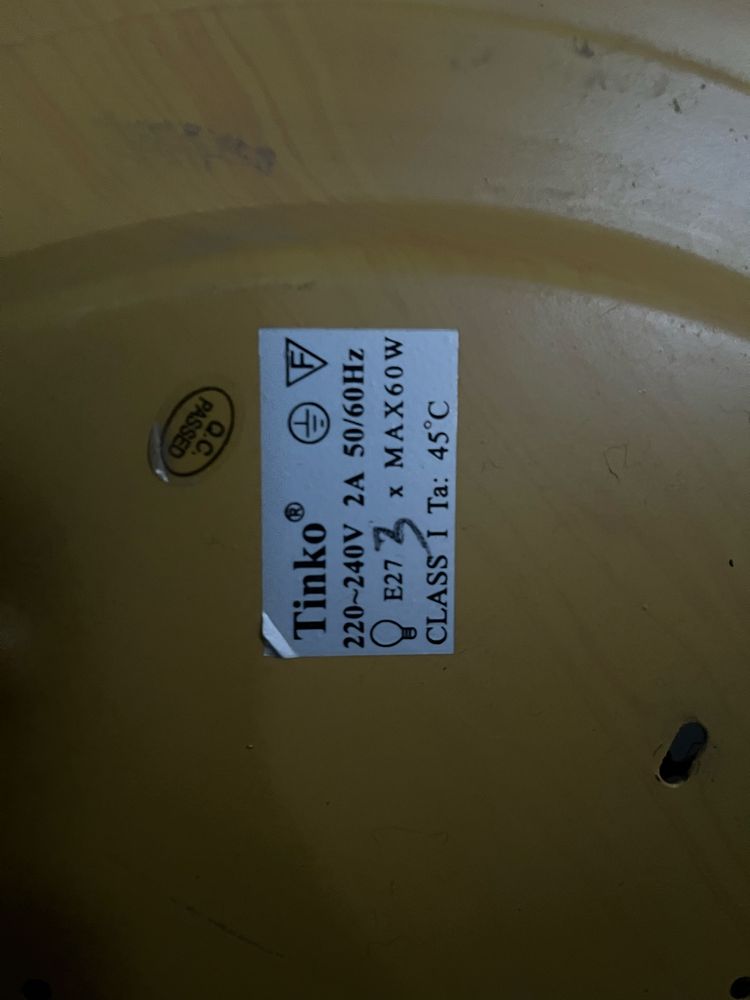 F
Tinko®
220~240V 2A 50/60Hz
E27 3 x MAX60W
CLASS I Ta: 45°C
Q.C.
PASSED